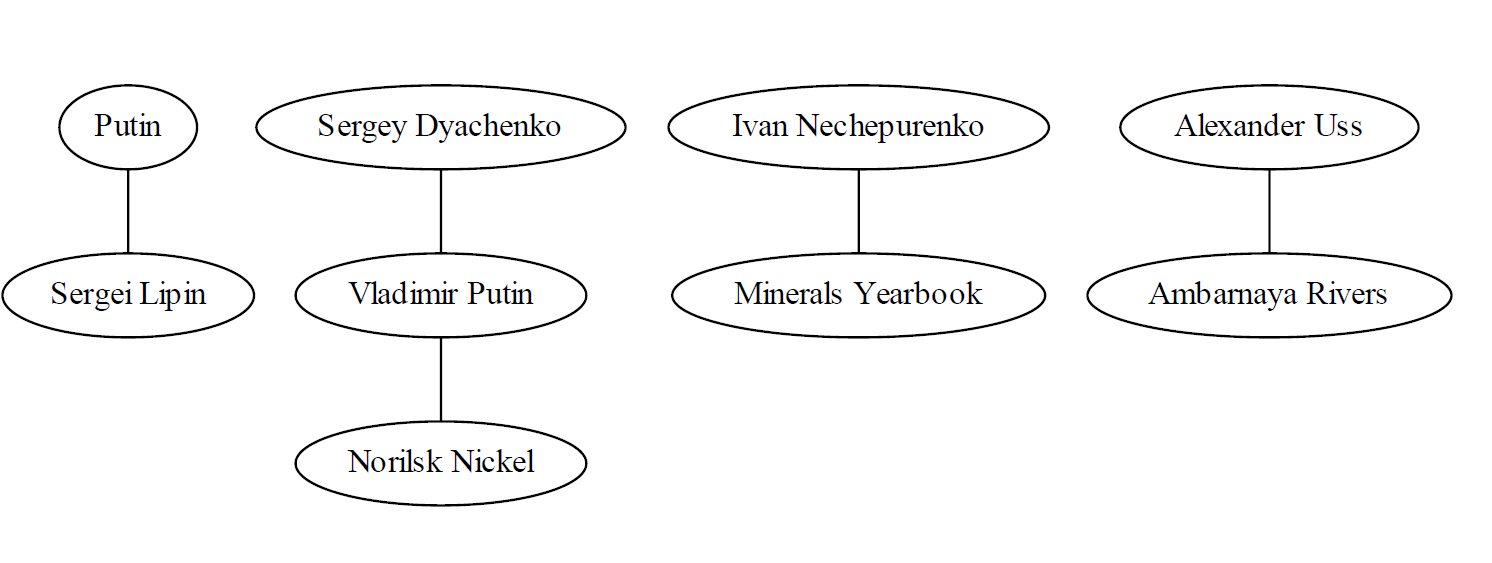 Putin
Sergey Dyachenko
Ivan Nechepurenko
Alexander Uss
Sergei Lipin
Vladimir Putin
Minerals Yearbook
Ambarnaya Rivers
Norilsk Nickel